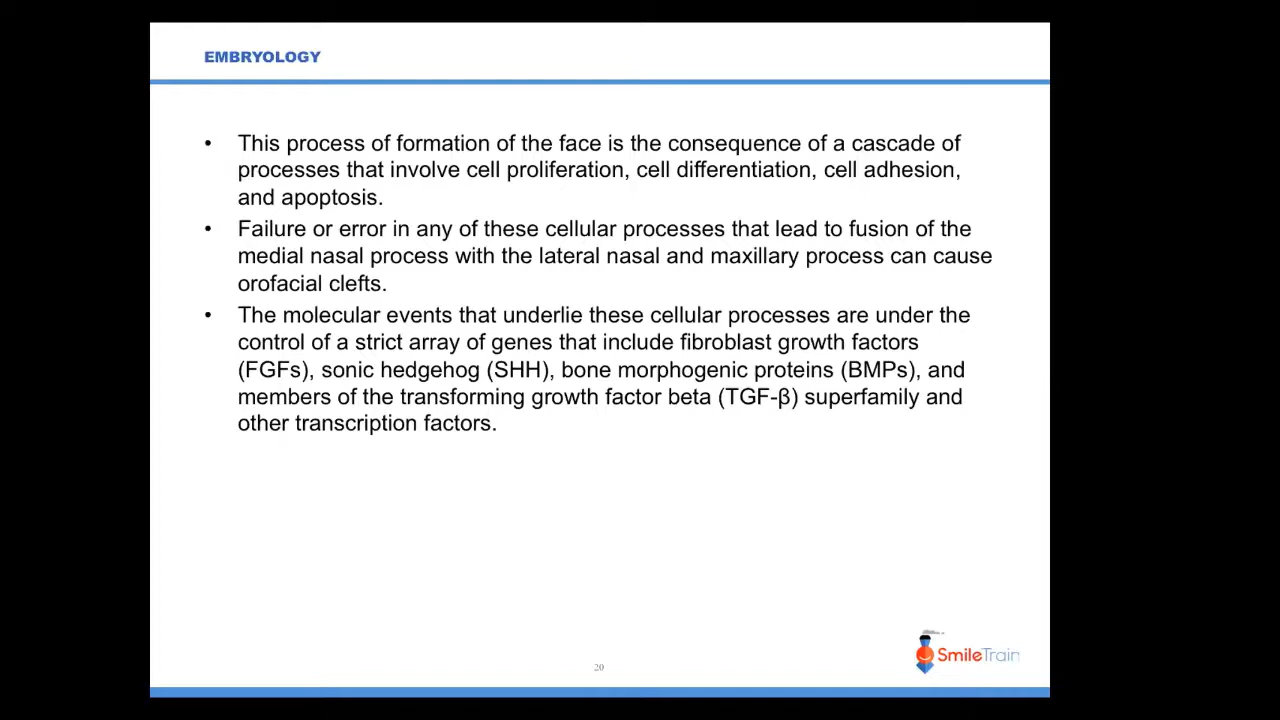 EMBRYOLOGY
• This process of formation of the face is the consequence of a cascade of
processes that involve cell proliferation, cell differentiation, cell adhesion,
and apoptosis.
• Failure or error in any of these cellular processes that lead to fusion of the
medial nasal process with the lateral nasal and maxillary process can cause
orofacial clefts.
• The molecular events that underlie these cellular processes are under the
control of a strict array of genes that include fibroblast growth factors
(FGFs), sonic hedgehog (SHH), bone morphogenic proteins (BMPs), and
members of the transforming growth factor beta (TGF-β) superfamily and
other transcription factors.
SmileTrain
20